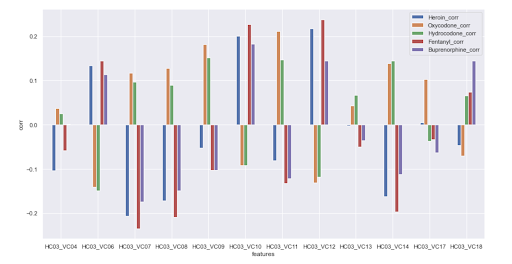 Heroin_corr
Oxycodone_corr
Hydrocodone_corr
Fentanyl_corr
Buprenorphine_corr
0.2
0.1
0.0
−0.1
−0.2
corr
HC03_VC04 HC03_VC06 HC03_VC07 HC03_VC08 HC03_VC09 HC03_VC10 HC03_VC11 HC03_VC12 HC03_VC13 HC03_VC14 HC03_VC17 HC03_VC18
features